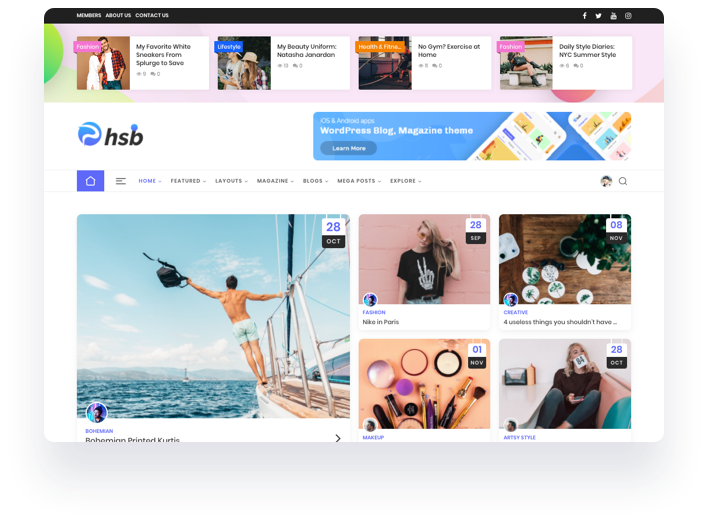 MEMBERS ABOUT US CONTACT US
Fashion
My Favorite White
Sneakers From
Splurge to Save
9 0
Lifestyle
My Beauty Uniform:
Natasha Janardan
13 0
Health & Fitne...
No Gym? Exercise at
Home
8 0
Fashion
Daily Style Diaries:
NYC Summer Style
6 0
hsb
iOS & Android apps
WordPress Blog, Magazine theme
Learn More
HOME FEATURED LAYOUTS MAGAZINE BLOGS MEGA POSTS EXPLORE
28
OCT
BOHEMIAN
Bohemian Printed Kurtis
28
SEP
FASHION
Nike in Paris
08
NOV
CREATIVE
4 useless things you shouldn't have ...
01
NOV
MAKEUP
28
OCT
ARTSY STYLE